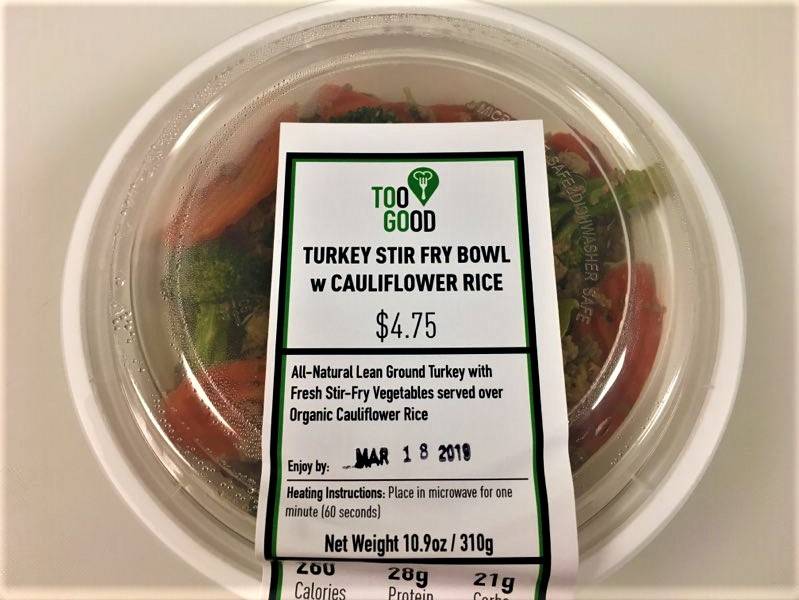 TOO
GOOD
TURKEY STIR FRY BOWL
w CAULIFLOWER RICE
$4.75
All-Natural Lean Ground Turkey with
Fresh Stir-Fry Vegetables served over
Organic Cauliflower Rice
Enjoy by: MAR 18 2019
Heating Instructions: Place in microwave for one
minute (60 seconds)
Net Weight 10.9oz / 310g
260 28g 21g
Calories Protein Carbs
SAFE DISHWASHER SAFE